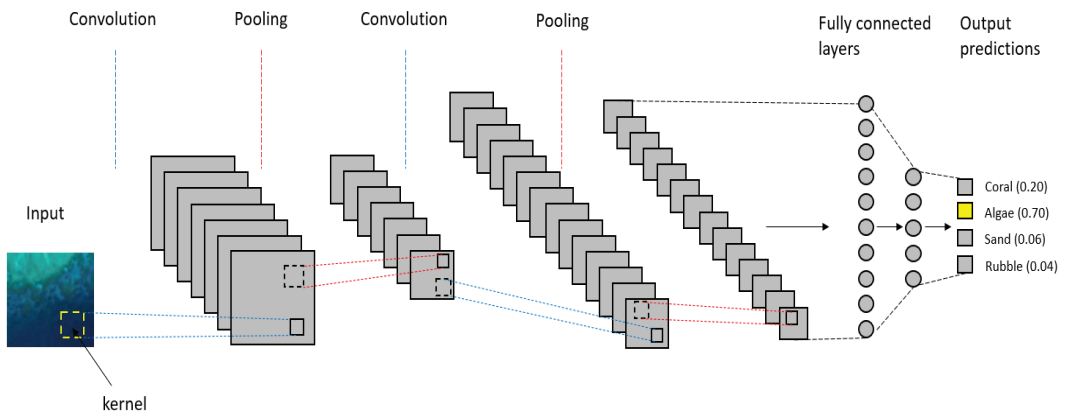 Convolution
Pooling
Convolution
Pooling
Fully connected
layers
Output
predictions
Input
Coral (0.20)
Algae (0.70)
Sand (0.06)
Rubble (0.04)
kernel